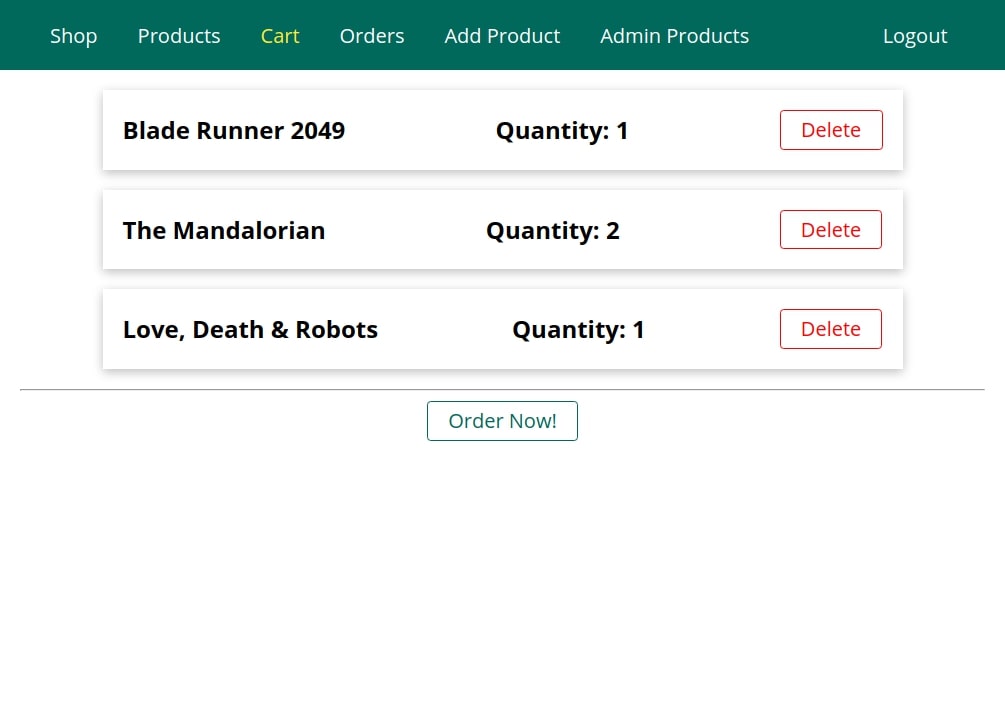 Shop Products Cart Orders Add Product Admin Products Logout
Blade Runner 2049 Quantity: 1 Delete
The Mandalorian Quantity: 2 Delete
Love, Death & Robots Quantity: 1 Delete
Order Now!